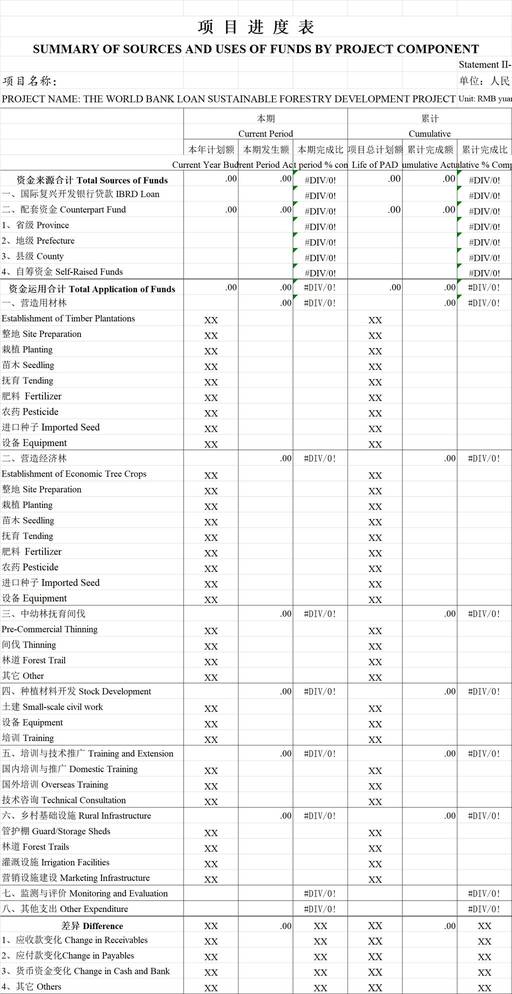 项 目 进 度 表
SUMMARY OF SOURCES AND USES OF FUNDS BY PROJECT COMPONENT
Statement II-
项目名称： 单位：人民
PROJECT NAME: THE WORLD BANK LOAN SUSTAINABLE FORESTRY DEVELOPMENT PROJECT Unit: RMB yuan
本期 累计
Current Period Cumulative
本年计划额 本期发生额 本期完成比 项目总计划额 累计完成额 累计完成比
Current Year Bud rent Period Act period % con Life of PAD umulative Actu lative % Comp
资金来源合计 Total Sources of Funds .00 .00 #DIV/0! .00 .00 #DIV/0!
一、国际复兴开发银行贷款 IBRD Loan #DIV/0! #DIV/0!
二、配套资金 Counterpart Fund .00 .00 #DIV/0! .00 .00 #DIV/0!
1、省级 Province #DIV/0! #DIV/0!
2、地级 Prefecture #DIV/0! #DIV/0!
3、县级 County #DIV/0! #DIV/0!
4、自筹资金 Self-Raised Funds #DIV/0! #DIV/0!
资金运用合计 Total Application of Funds .00 .00 #DIV/0! .00 .00 #DIV/0!
一、营造用材林 .00 #DIV/0! .00 #DIV/0!
Establishment of Timber Plantations XX XX
整地 Site Preparation XX XX
栽植 Planting XX XX
苗木 Seedling XX XX
抚育 Tending XX XX
肥料 Fertilizer XX XX
农药 Pesticide XX XX
进口种子 Imported Seed XX XX
设备 Equipment XX XX
二、营造经济林 .00 #DIV/0! .00 #DIV/0!
Establishment of Economic Tree Crops XX XX
整地 Site Preparation XX XX
栽植 Planting XX XX
苗木 Seedling XX XX
抚育 Tending XX XX
肥料 Fertilizer XX XX
农药 Pesticide XX XX
进口种子 Imported Seed XX XX
设备 Equipment XX XX
三、中幼林抚育间伐 .00 #DIV/0! .00 #DIV/0!
Pre-Commercial Thinning XX XX
间伐 Thinning XX XX
林道 Forest Trail XX XX
其它 Other XX XX
四、种植材料开发 Stock Development .00 #DIV/0! .00 #DIV/0!
土建 Small-scale civil work XX XX
设备 Equipment XX XX
培训 Training XX XX
五、培训与技术推广 Training and Extension .00 #DIV/0! .00 #DIV/0!
国内培训与推广 Domestic Training XX XX
国外培训 Overseas Training XX XX
技术咨询 Technical Consultation XX XX
六、乡村基础设施 Rural Infrastructure .00 #DIV/0! .00 #DIV/0!
管护棚 Guard/Storage Sheds XX XX
林道 Forest Trails XX XX
灌溉设施 Irrigation Facilities XX XX
营销设施建设 Marketing Infrastructure XX XX
七、监测与评价 Monitoring and Evaluation #DIV/0! #DIV/0!
八、其他支出 Other Expenditure #DIV/0! #DIV/0!
差异 Difference XX .00 XX XX .00 XX
1、应收款变化 Change in Receivables XX XX XX XX
2、应付款变化Change in Payables XX XX XX XX
3、货币资金变化 Change in Cash and Bank XX XX XX XX
4、其它 Others XX XX XX XX